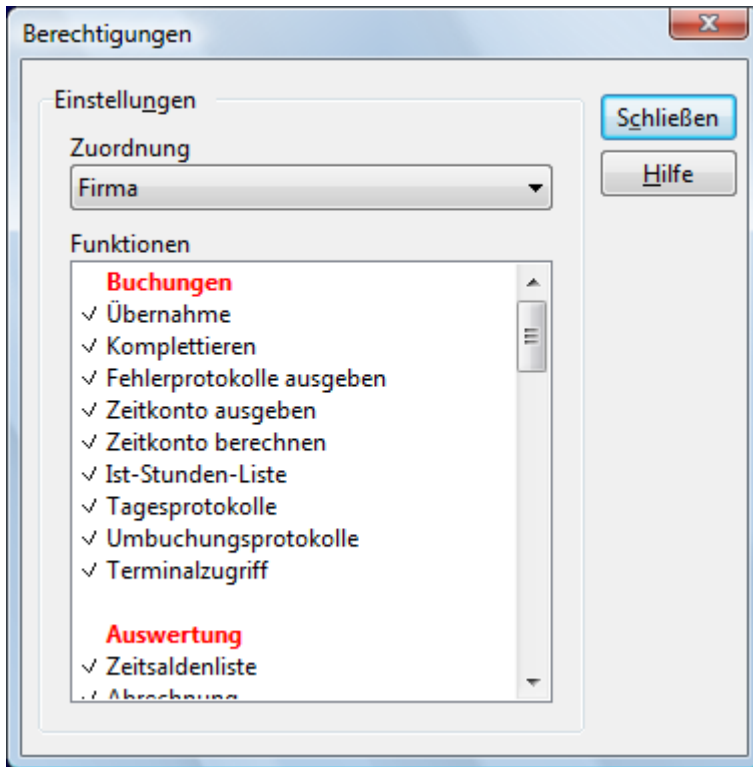 Berechtigungen
Einstellungen
Zuordnung
Firma
Funktionen
Buchungen
Übernahme
Komplettieren
Fehlerprotokolle ausgeben
Zeitkonto ausgeben
Zeitkonto berechnen
Ist-Stunden-Liste
Tagesprotokolle
Umbuchungsprotokolle
Terminalzugriff
Auswertung
Zeitsaldenliste
Abrechnung
Schließen
Hilfe